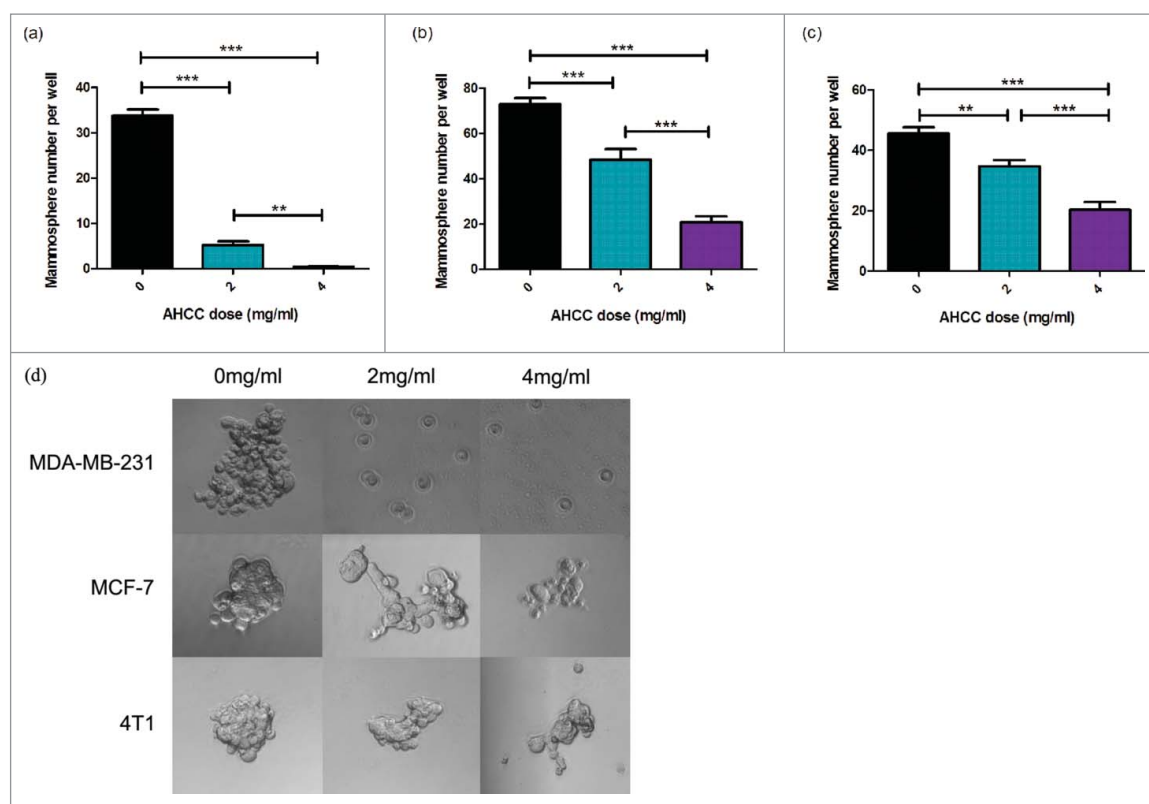 (a)
***
***
**
Mammosphere number per well
40
30
20
10
0
0 2 4
AHCC dose (mg/ml)
(b)
***
***
***
Mammosphere number per well
80
60
40
20
0
0 2 4
AHCC dose (mg/ml)
(c)
***
** ***
Mammosphere number per well
60
40
20
0
0 2 4
AHCC dose (mg/ml)
(d)
0mg/ml 2mg/ml 4mg/ml
MDA-MB-231
MCF-7
4T1